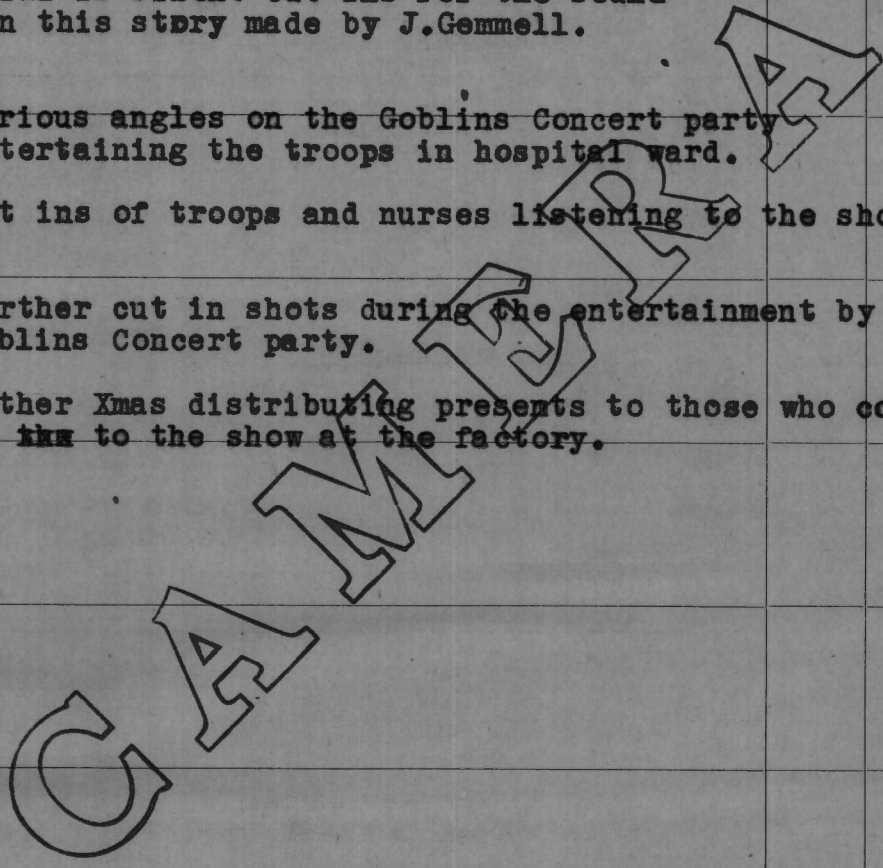 n this story made by J.Gemmell.
rious angles on the Goblins Concert party
tertaining the troops in hospital ward.
t ins of troops and nurses listening to the sho
rther cut in shots during the entertainment by
blins Concert party.
ther Xmas distributing presents to those who co
to the show at the factory.
CAMERA